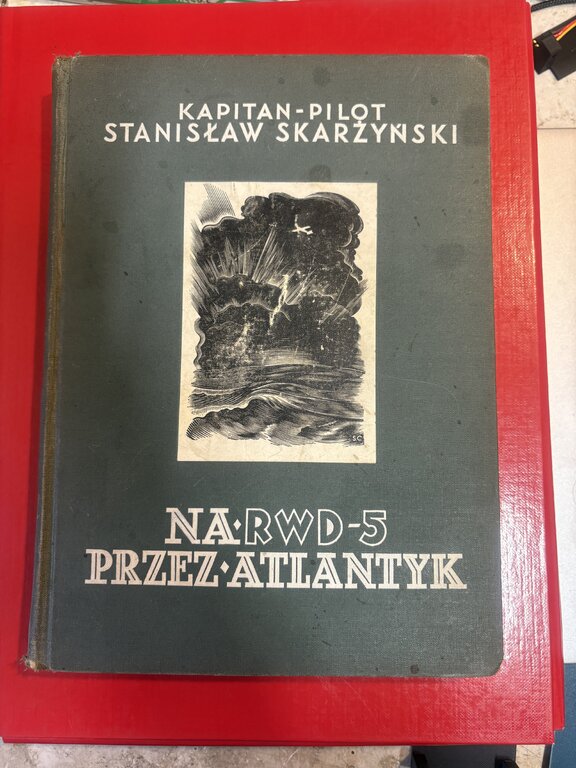 KAPITAN-PILOT
STANISŁAW SKARŻYŃSKI
SC
NA·RWD-5
PRZEZ·ATLANTYK